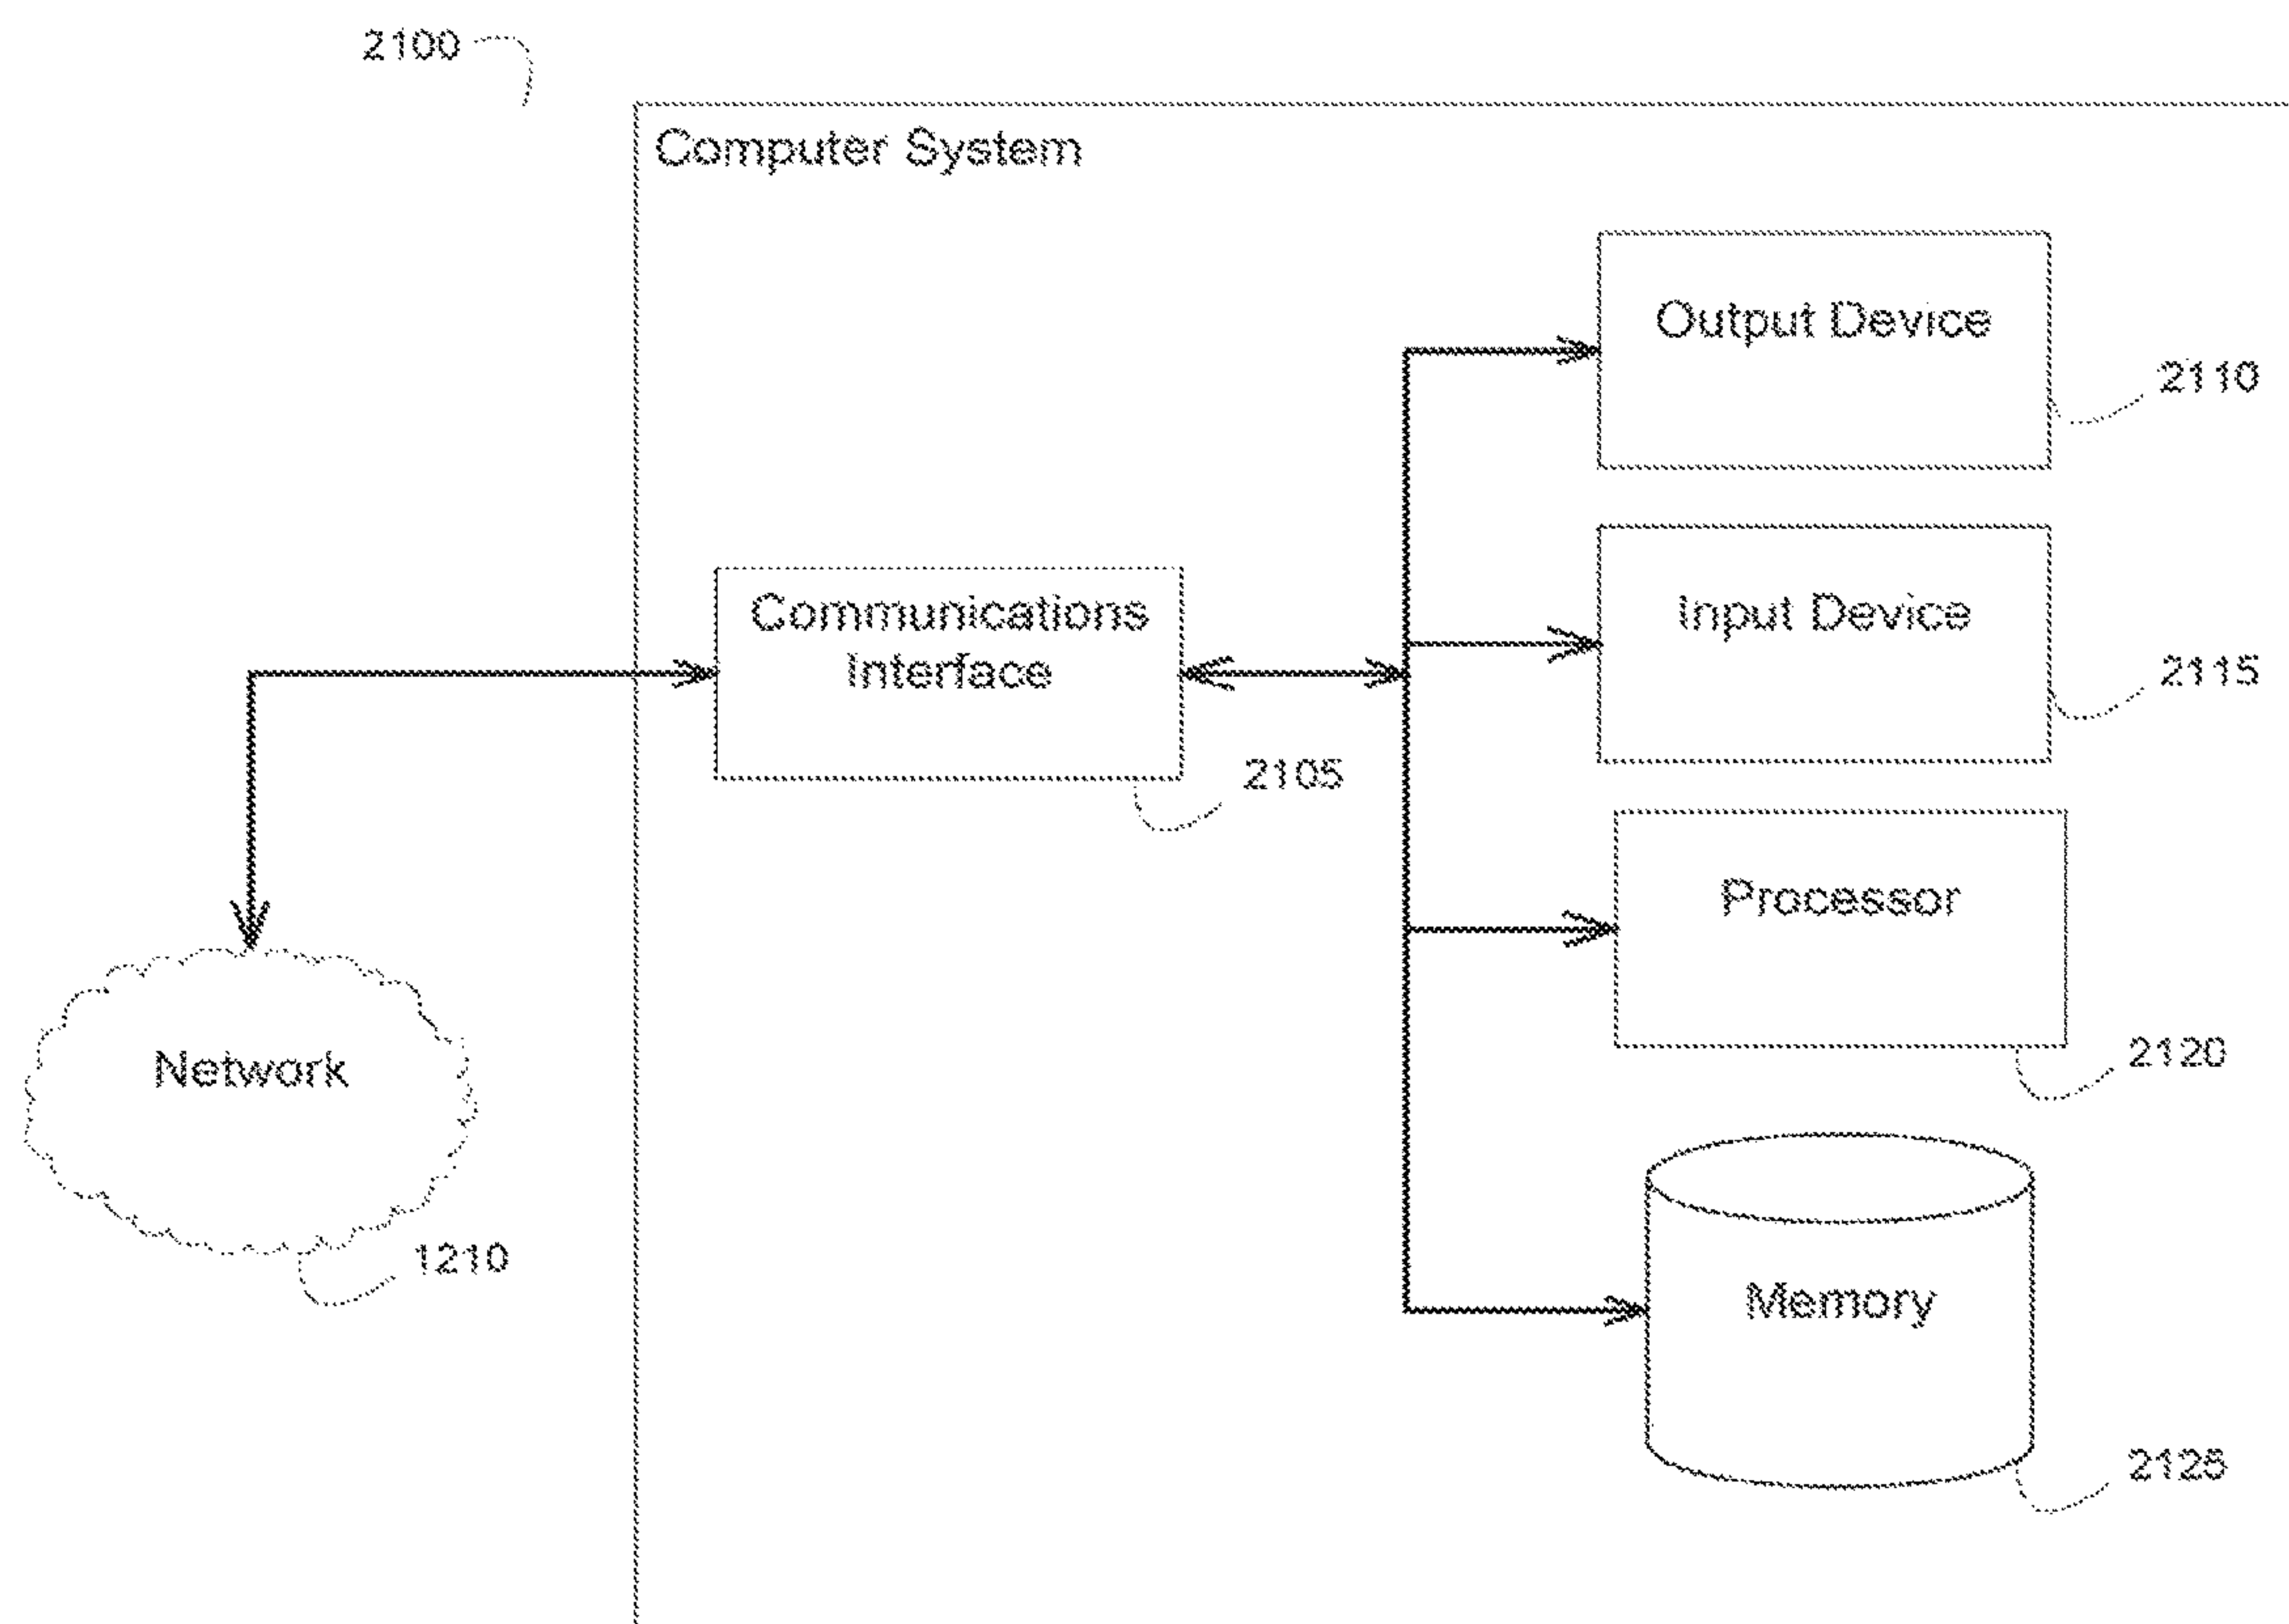 2100
Computer System
Output Device
2110
Communications
Interface
Input Device
2115
2105
Processor
2120
Network
1210
Memory
2125